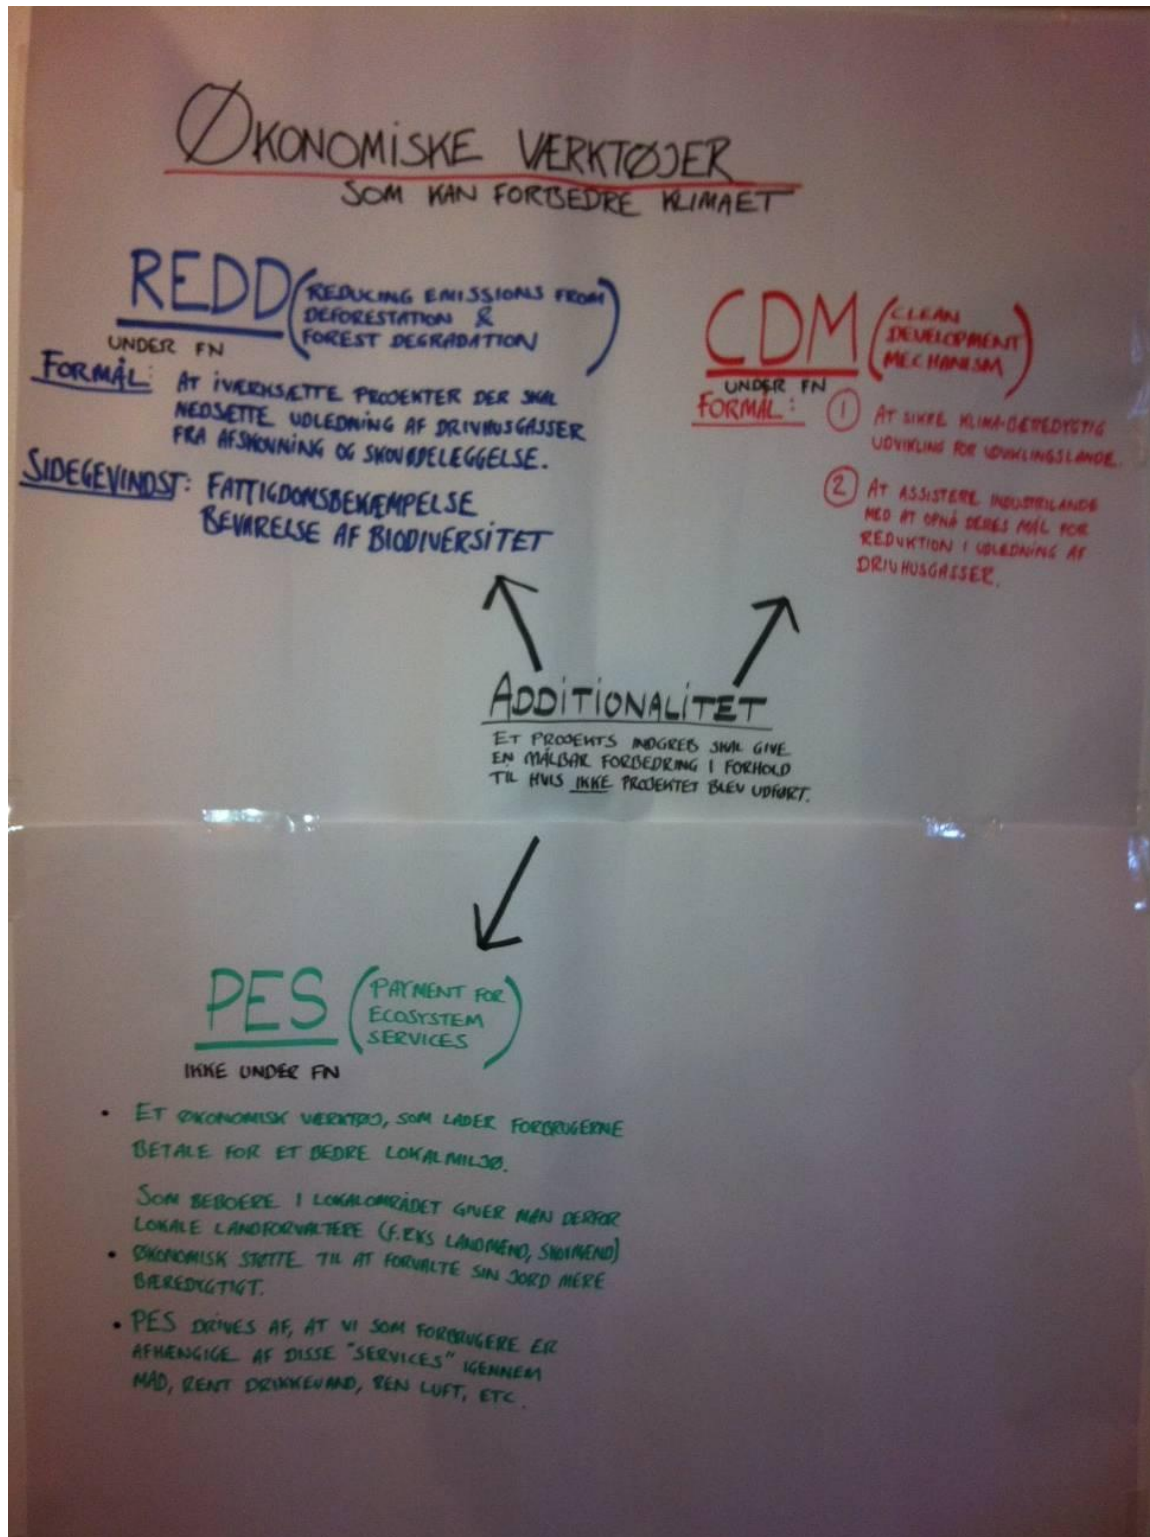 ØKONOMISKE VÆRKTØJER
SOM KAN FORBEDRE KLIMAET
REDD (REDUCING EMISSIONS FROM
DEFORESTATION &
FOREST DEGRADATION)
UNDER FN
FORMÅL: AT IVÆRKSÆTTE PROJEKTER DER SKAL
NEDSETTE UDLEDNING AF DRIVHUSGASSER
FRA AFSKOVNING OG SKOVØDELEGGELSE.
SIDEGEVINDST: FATTIGDOMSBEKÆMPELSE
BEVARELSE AF BIODIVERSITET
CDM (CLEAN
DEVELOPMENT
MECHANISM)
UNDER FN
FORMÅL: 1 AT SIKRE KLIMA-BÆREDYGTIG
UDVIKLING FOR UDVIKLINGSLANDE.
2 AT ASSISTERE INDUSTRILANDE
MED AT OPNÅ DERES MÅL FOR
REDUKTION I UDLEDNING AF
DRIVHUSGASSER.
ADDITIONALITET
ET PROJEKTS INDGREB SKAL GIVE
EN MÅLBAR FORBEDRING I FORHOLD
TIL HVIS IKKE PROJEKTET BLEV UDFØRT.
PES (PAYMENT FOR
ECOSYSTEM
SERVICES)
IKKE UNDER FN
• ET ØKONOMISK VÆRKTØJ, SOM LADER FORBRUGERNE
BETALE FOR ET BEDRE LOKALMILJØ.
SOM BEBOERE I LOKALOMRÅDET GIVER MAN DERFOR
LOKALE LANDFORVALTERE (F.EKS LANDMÆND, SKOVMÆND)
• ØKONOMISK STØTTE TIL AT FORVALTE SIN JORD MERE
BÆREDYGTIGT.
• PES DRIVES AF, AT VI SOM FORBRUGERE ER
AFHÆNGIGE AF DISSE "SERVICES" IGENNEM
MAD, RENT DRIKKEVAND, REN LUFT, ETC.